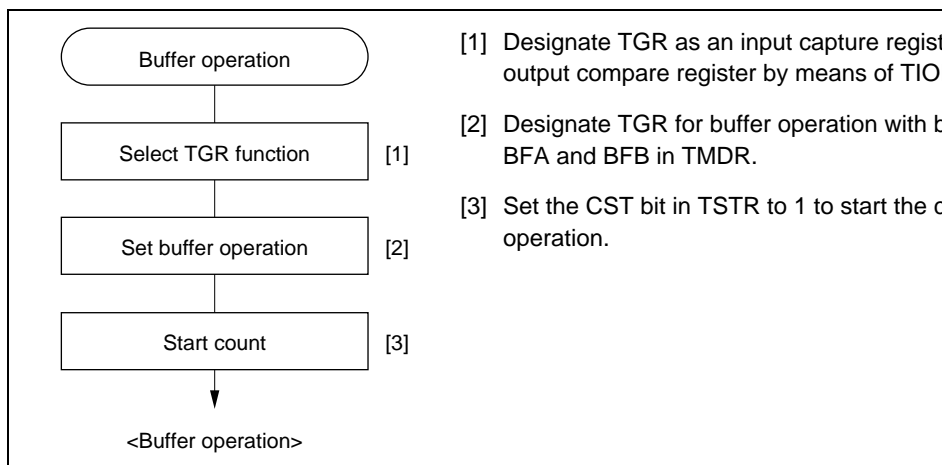 Buffer operation
Select TGR function [1]
Set buffer operation [2]
Start count [3]
<Buffer operation>
[1] Designate TGR as an input capture
output compare register by means of
[2] Designate TGR for buffer operation with
BFA and BFB in TMDR.
[3] Set the CST bit in TSTR to 1 to start the
operation.